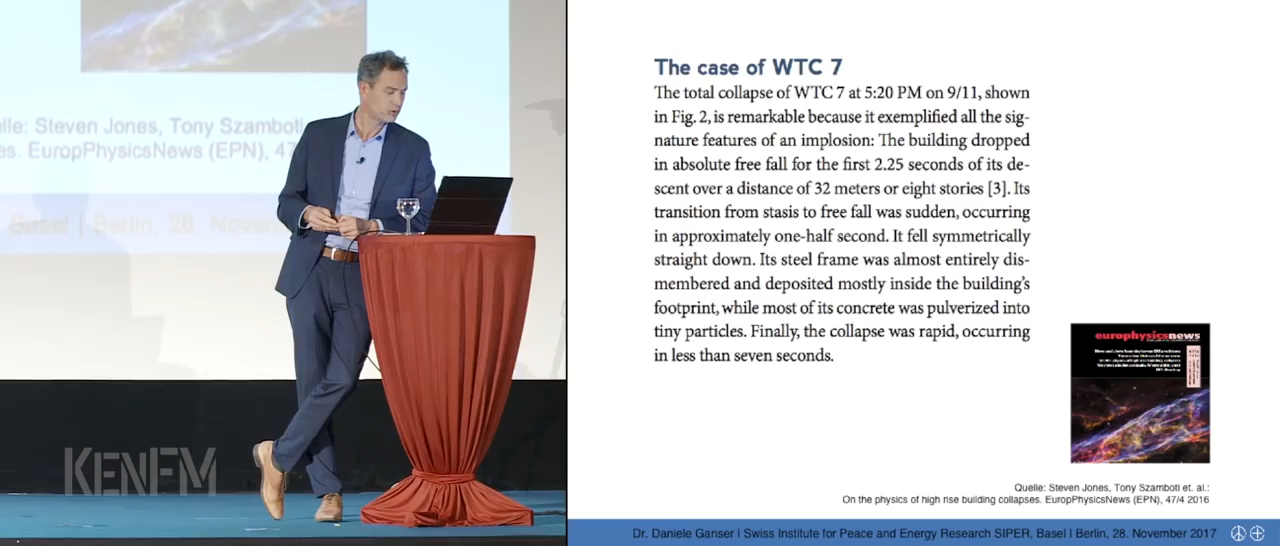 elle: Steven Jones, Tony Szamboti
es. EuropPhysicsNews (EPN), 47
Basel | Berlin, 28. Novem
KENFM
The case of WTC 7
The total collapse of WTC 7 at 5:20 PM on 9/11, shown
in Fig. 2, is remarkable because it exemplified all the sig-
nature features of an implosion: The building dropped
in absolute free fall for the first 2.25 seconds of its de-
scent over a distance of 32 meters or eight stories [3]. Its
transition from stasis to free fall was sudden, occurring
in approximately one-half second. It fell symmetrically
straight down. Its steel frame was almost entirely dis-
membered and deposited mostly inside the building's
footprint, while most of its concrete was pulverized into
tiny particles. Finally, the collapse was rapid, occurring
in less than seven seconds.
europhysicsnews
Quelle: Steven Jones, Tony Szamboti et. al.:
On the physics of high rise building collapses. EuropPhysicsNews (EPN), 47/4 2016
Dr. Daniele Ganser | Swiss Institute for Peace and Energy Research SIPER, Basel | Berlin, 28. November 2017